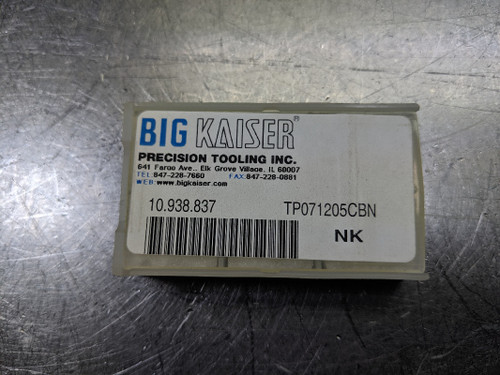 BIG KAISER®
PRECISION TOOLING INC.
641 Fargo Ave., Elk Grove Village, IL 60007
TEL:847-228-7660 FAX:847-228-0881
WEB:www.bigkaiser.com
10.938.837 TP071205CBN
NK